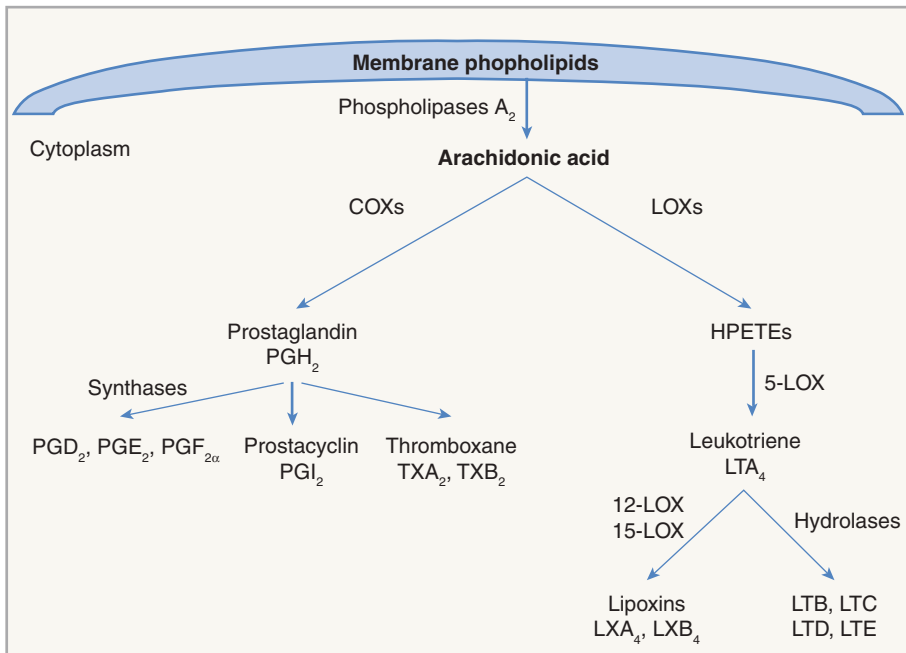 Membrane phopholipids
Phospholipases A₂
Cytoplasm
Arachidonic acid
COXs
LOXs
Prostaglandin
PGH₂
HPETEs
Synthases
5-LOX
PGD₂, PGE₂, PGF₂α
Prostacyclin
PGI₂
Thromboxane
TXA₂, TXB₂
Leukotriene
LTA₄
12-LOX
15-LOX
Hydrolases
Lipoxins
LXA₄, LXB₄
LTB, LTC
LTD, LTE